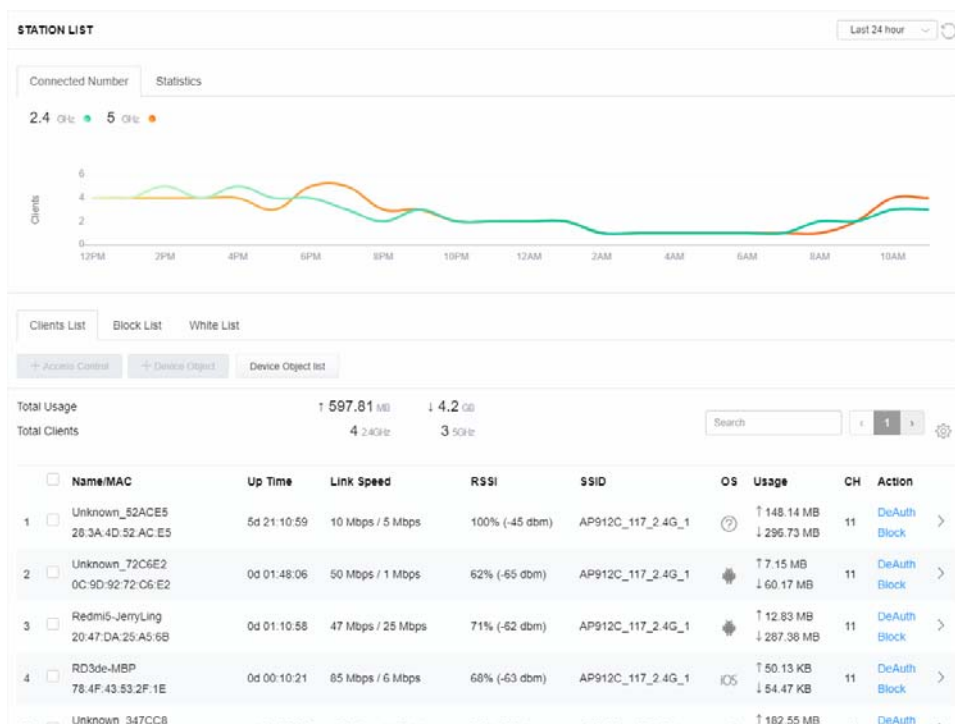 STATION LIST
Last 24 hour
Connected Number Statistics
2.4 GHz 5 GHz
6
4
2
0
Clients
12PM 2PM 4PM 6PM 8PM 10PM 12AM 2AM 4AM 6AM 8AM 10AM
Clients List Block List White List
+ Access Control + Device Object Device Object list
Total Usage ↑ 597.81 MB ↓ 4.2 GB
Total Clients 4 2.4GHz 3 5GHz
Search ‹ 1 ›
Name/MAC Up Time Link Speed RSSI SSID OS Usage CH Action
1 Unknown_52ACE5 5d 21:10:59 10 Mbps / 5 Mbps 100% (-45 dbm) AP912C_117_2.4G_1 ? ↑ 148.14 MB 11 DeAuth
28:3A:4D:52:AC:E5 ↓ 296.73 MB Block
2 Unknown_72C6E2 0d 01:48:06 50 Mbps / 1 Mbps 62% (-65 dbm) AP912C_117_2.4G_1 ↑ 7.15 MB 11 DeAuth
0C:9D:92:72:C6:E2 ↓ 60.17 MB Block
3 Redmi5-JerryLing 0d 01:10:58 47 Mbps / 25 Mbps 71% (-62 dbm) AP912C_117_2.4G_1 ↑ 12.83 MB 11 DeAuth
20:47:DA:25:A5:6B ↓ 287.38 MB Block
4 RD3de-MBP 0d 00:10:21 85 Mbps / 6 Mbps 68% (-63 dbm) AP912C_117_2.4G_1 iOS ↑ 50.13 KB 11 DeAuth
78:4F:43:53:2F:1E ↓ 54.47 KB Block
Unknown_347CC8 ↑ 182.55 MB DeAuth